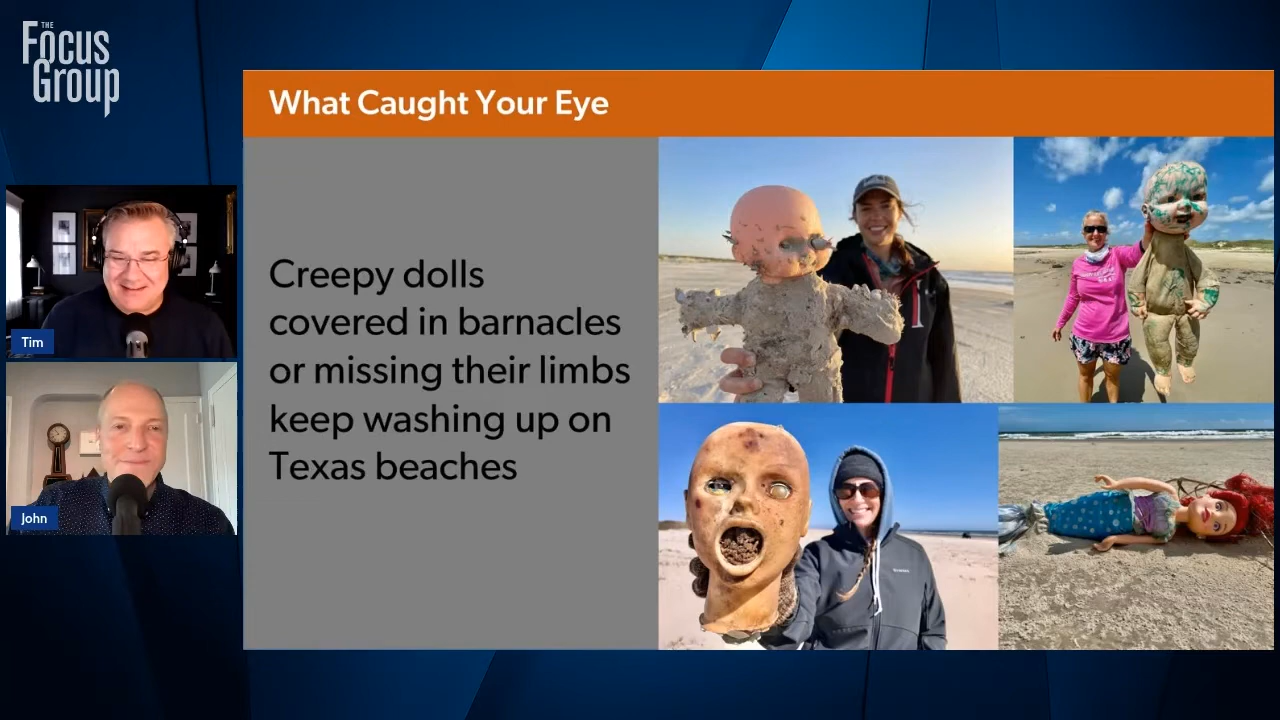 THE
Focus
Group
What Caught Your Eye
Creepy dolls
covered in barnacles
or missing their limbs
keep washing up on
Texas beaches
Tim
John